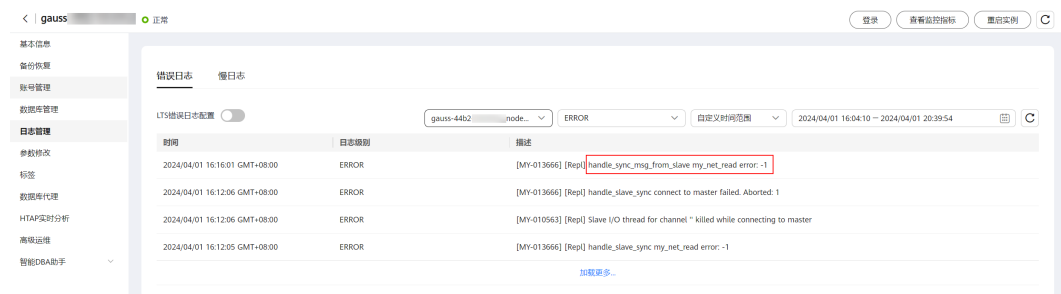 gauss 正常 登录 查看监控指标 重启实例
基本信息
备份恢复
账号管理
数据库管理
日志管理
参数修改
标签
数据库代理
HTAP实时分析
高级运维
智能DBA助手
错误日志 慢日志
LTS错误日志配置 gauss-44b2 node... ERROR 自定义时间范围 2024/04/01 16:04:10 — 2024/04/01 20:39:54
时间 日志级别 描述
2024/04/01 16:16:01 GMT+08:00 ERROR [MY-013666] [Repl] handle_sync_msg_from_slave my_net_read error: -1
2024/04/01 16:12:06 GMT+08:00 ERROR [MY-013666] [Repl] handle_slave_sync connect to master failed. Aborted: 1
2024/04/01 16:12:06 GMT+08:00 ERROR [MY-010563] [Repl] Slave I/O thread for channel '' killed while connecting to master
2024/04/01 16:12:05 GMT+08:00 ERROR [MY-013666] [Repl] handle_slave_sync my_net_read error: -1
加载更多...